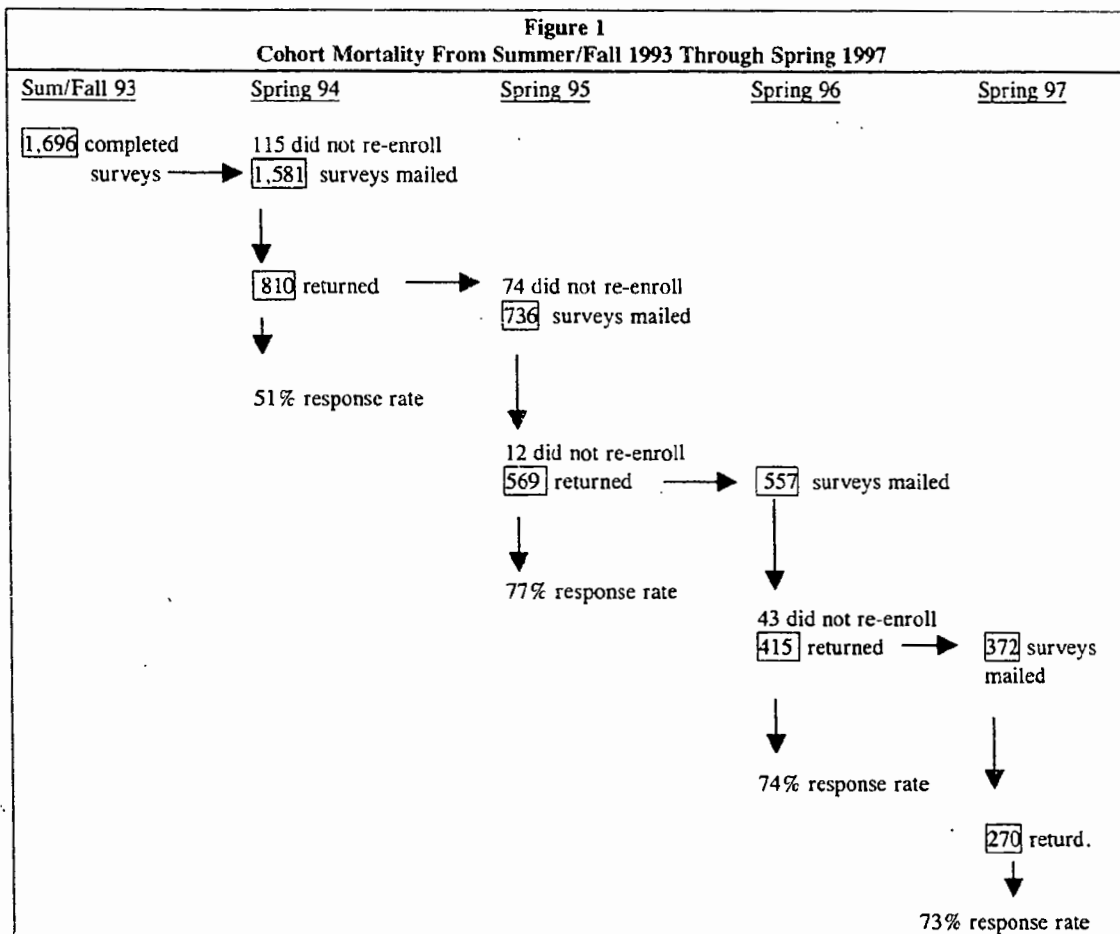 Figure 1
Cohort Mortality From Summer/Fall 1993 Through Spring 1997
Sum/Fall 93 Spring 94 Spring 95 Spring 96 Spring 97
1,696 completed surveys
115 did not re-enroll
1,581 surveys mailed
810 returned
51% response rate
74 did not re-enroll
736 surveys mailed
12 did not re-enroll
569 returned
77% response rate
557 surveys mailed
43 did not re-enroll
415 returned
74% response rate
372 surveys
mailed
270 returd.
73% response rate